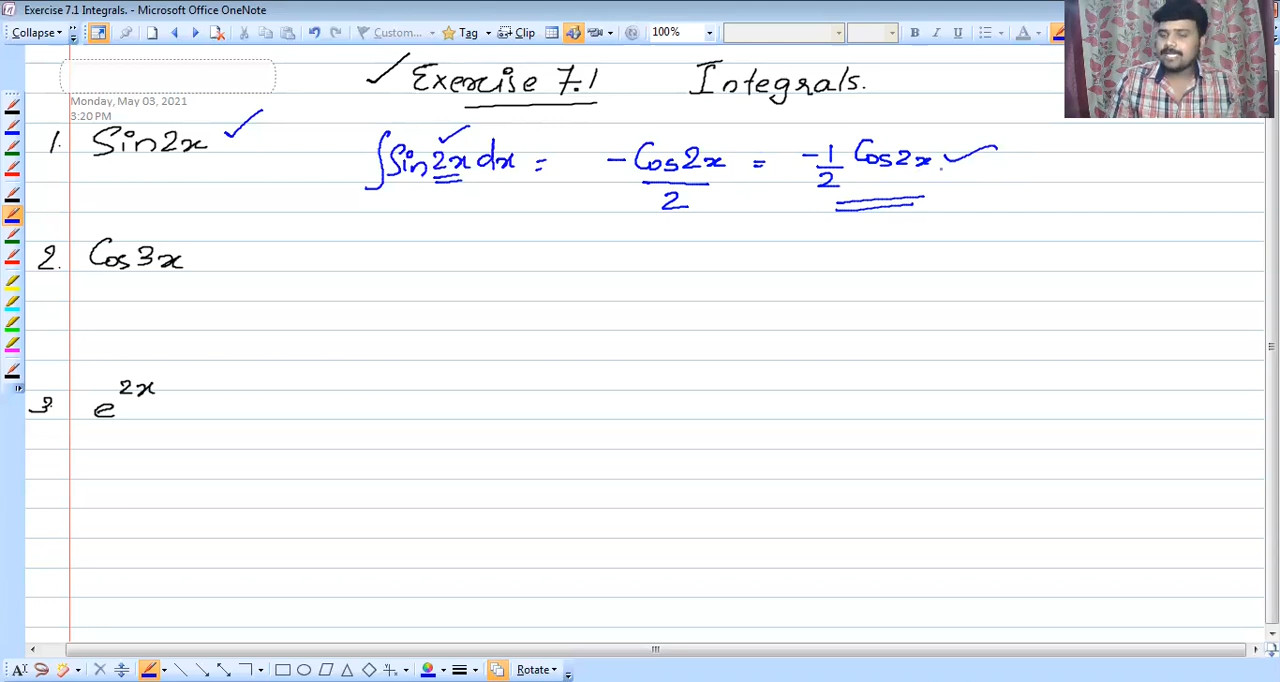 Exercise 7.1 Integrals. - Microsoft Office OneNote
Collapse Custom... Tag Clip 100% B I U A
✓ Exercise 7.1 Integrals.
Monday, May 03, 2021
3:20 PM
1. Sin2x ✓ ∫Sin2x dx = -Cos2x/2 = -1/2 Cos2x ✓
2. Cos3x
3. e^2x
Rotate